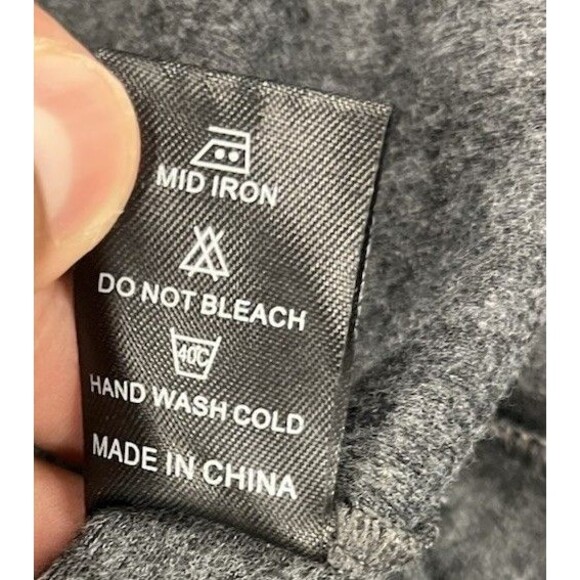 MID IRON
DO NOT BLEACH
40C
HAND WASH COLD
MADE IN CHINA